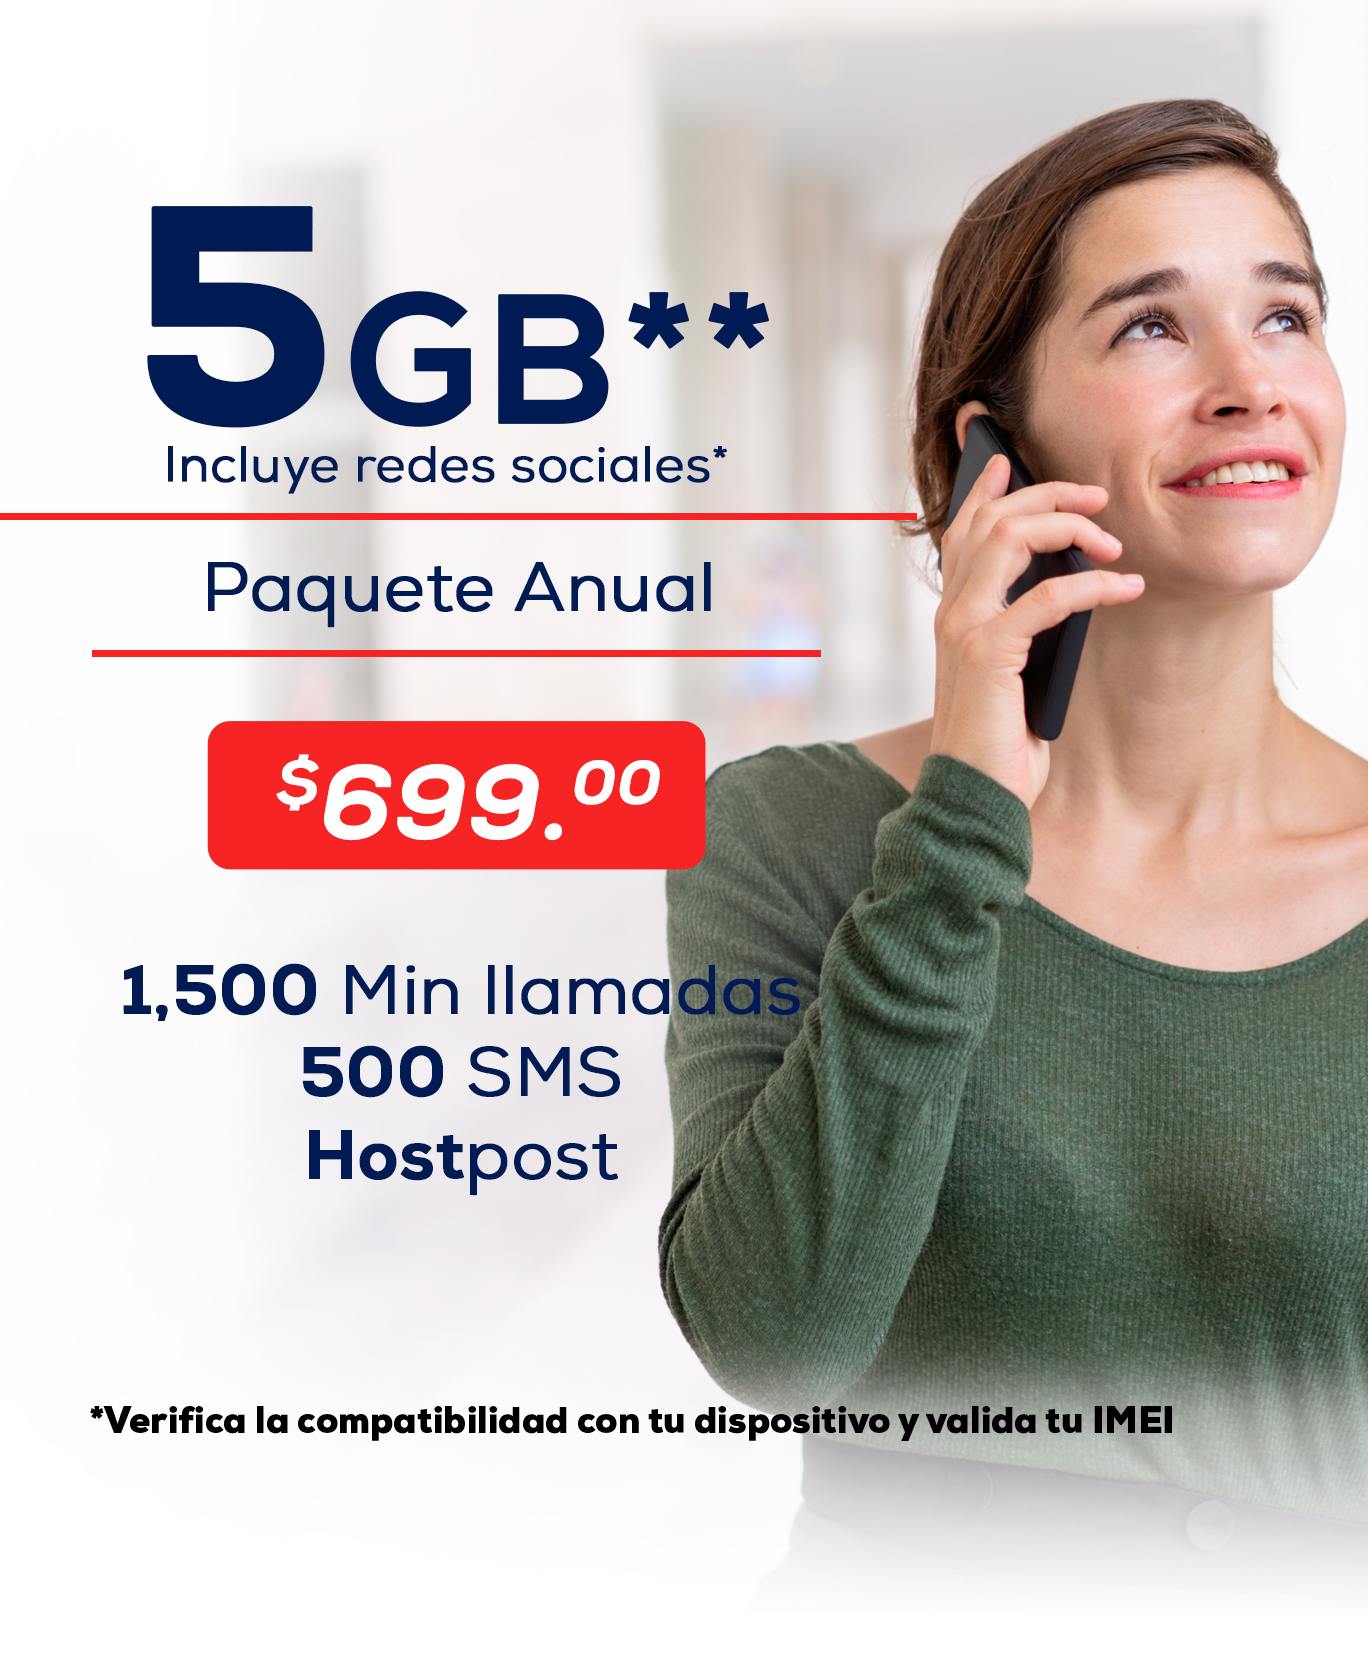 5GB**
Incluye redes sociales*
Paquete Anual
$699.00
1,500 Min llamadas
500 SMS
Hostpost
*Verifica la compatibilidad con tu dispositivo y valida tu IMEI